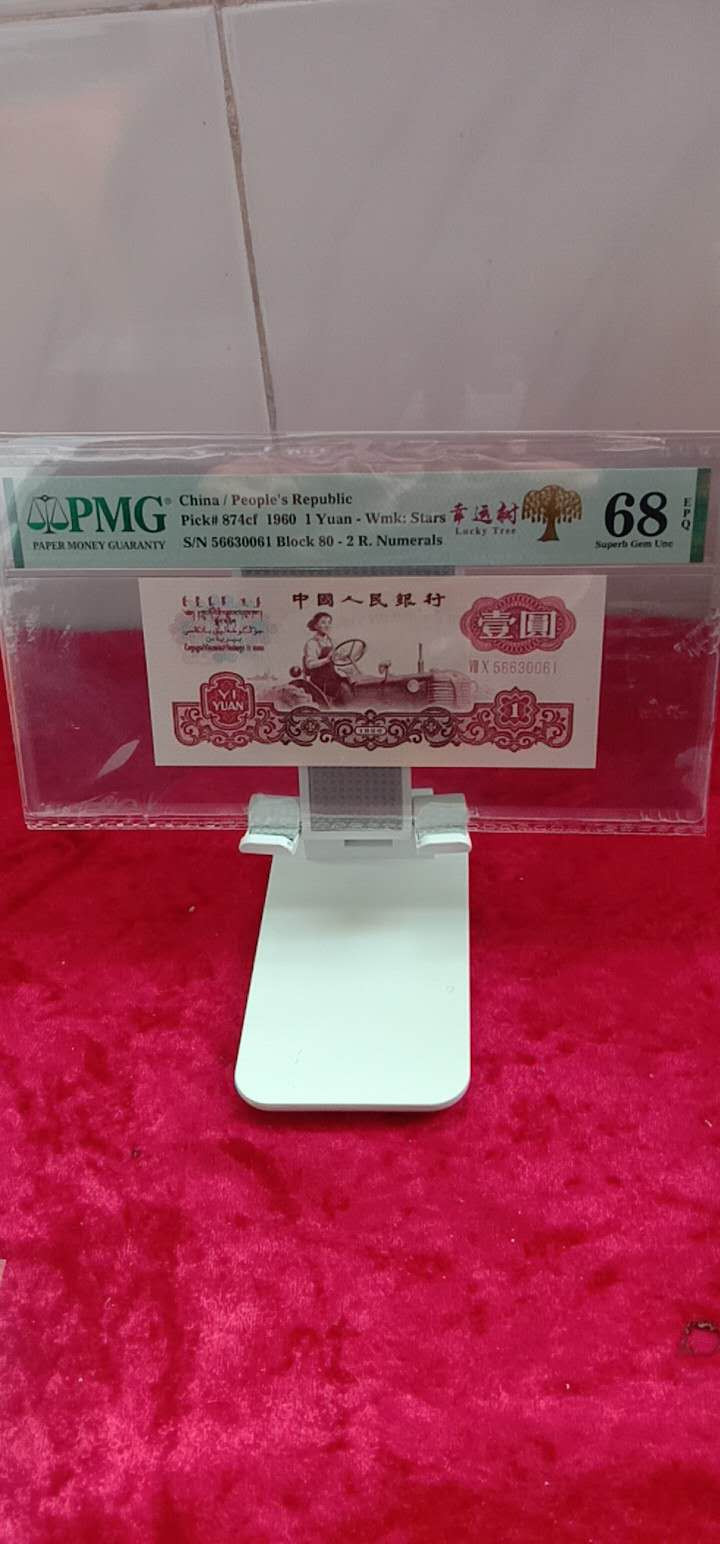 PMG
PAPER MONEY GUARANTY
China / People's Republic
Pick# 874cf 1960 1 Yuan - Wmk: Stars
S/N 56630061 Block 80 - 2 R. Numerals
幸运树
Lucky Tree
68
EPQ
Superb Gem Unc
中國人民銀行
壹圓
VIII X 56630061
YI
YUAN
1960
1